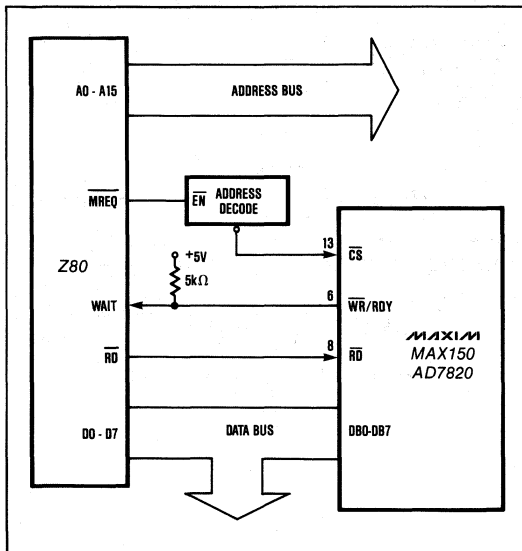 A0 - A15
ADDRESS BUS
MREQ
EN
ADDRESS
DECODE
13
CS
+5V
5kΩ
Z80
WAIT
6
WR/RDY
MAXIM
MAX150
AD7820
RD
8
RD
D0 - D7
DATA BUS
DB0-DB7